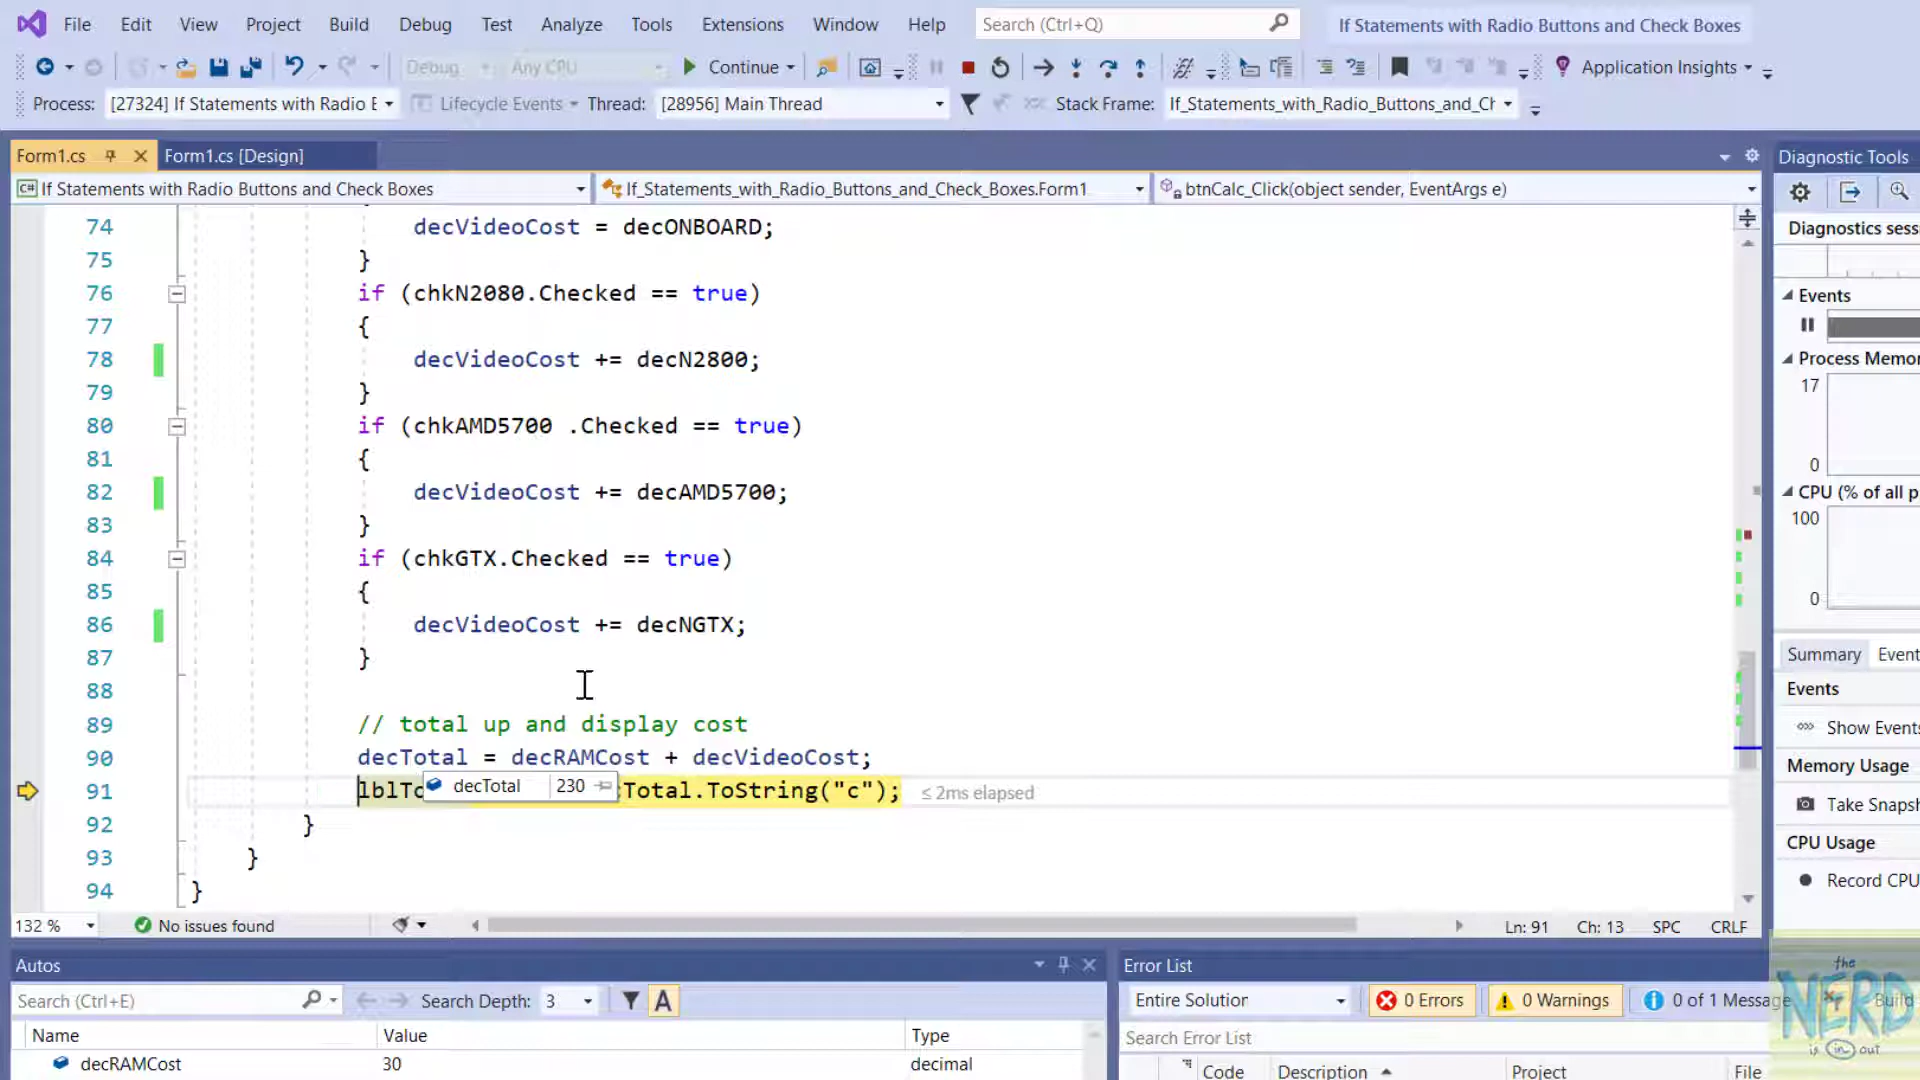 File Edit View Project Build Debug Test Analyze Tools Extensions Window Help Search (Ctrl+Q) If Statements with Radio Buttons and Check Boxes
Debug Any CPU Continue Application Insights
Process: [27324] If Statements with Radio E Lifecycle Events Thread: [28956] Main Thread Stack Frame: If_Statements_with_Radio_Buttons_and_Ch
Form1.cs Form1.cs [Design] Diagnostic Tools
C# If Statements with Radio Buttons and Check Boxes If_Statements_with_Radio_Buttons_and_Check_Boxes.Form1 btnCalc_Click(object sender, EventArgs e)
Diagnostics sess
74 decVideoCost = decONBOARD;
75 }
76 if (chkN2080.Checked == true)
77 {
78 decVideoCost += decN2800;
79 }
80 if (chkAMD5700 .Checked == true)
81 {
82 decVideoCost += decAMD5700;
83 }
84 if (chkGTX.Checked == true)
85 {
86 decVideoCost += decNGTX;
87 }
88
89 // total up and display cost
90 decTotal = decRAMCost + decVideoCost;
91 lblTo decTotal 230 Total.ToString("c"); ≤ 2ms elapsed
92 }
93 }
94 }
Events
Process Memor
17
0
CPU (% of all p
100
0
Summary Event
Events
Show Events
Memory Usage
Take Snapsh
CPU Usage
Record CPU
132 % No issues found Ln: 91 Ch: 13 SPC CRLF
Autos
Search (Ctrl+E) Search Depth: 3 A
Name Value Type
decRAMCost 30 decimal
Error List
Entire Solution 0 Errors 0 Warnings 0 of 1 Message Build
Search Error List
Code Description Project File
the
NERD
is in out